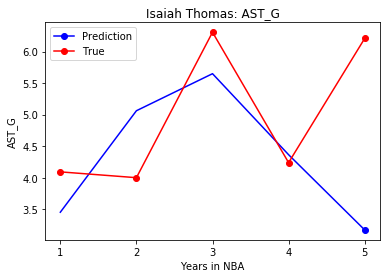 Isaiah Thomas: AST_G
Prediction
True
6.0
5.5
5.0
4.5
4.0
3.5
AST_G
1 2 3 4 5
Years in NBA